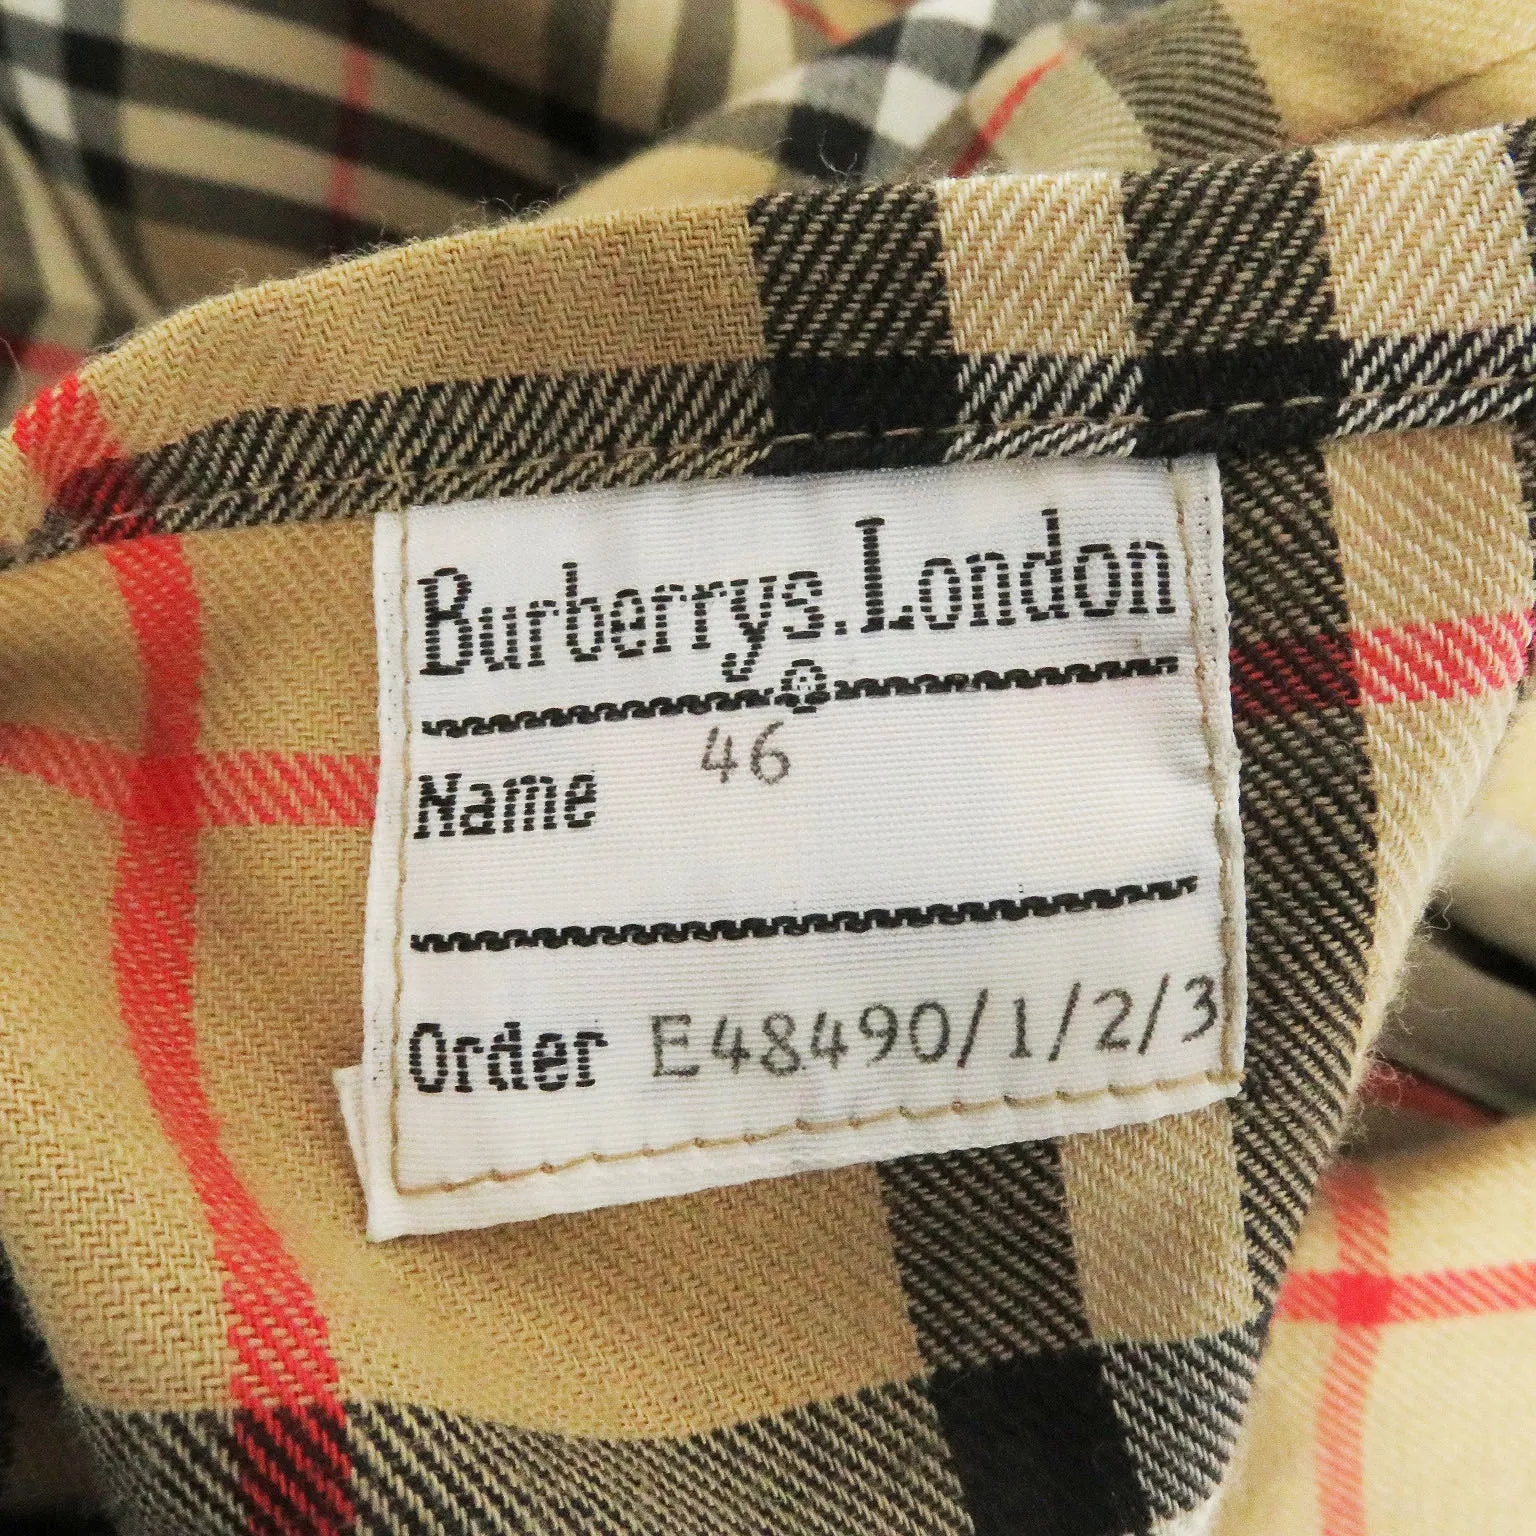 Burberrys. London
46
Name
Order E48490/1/2/3